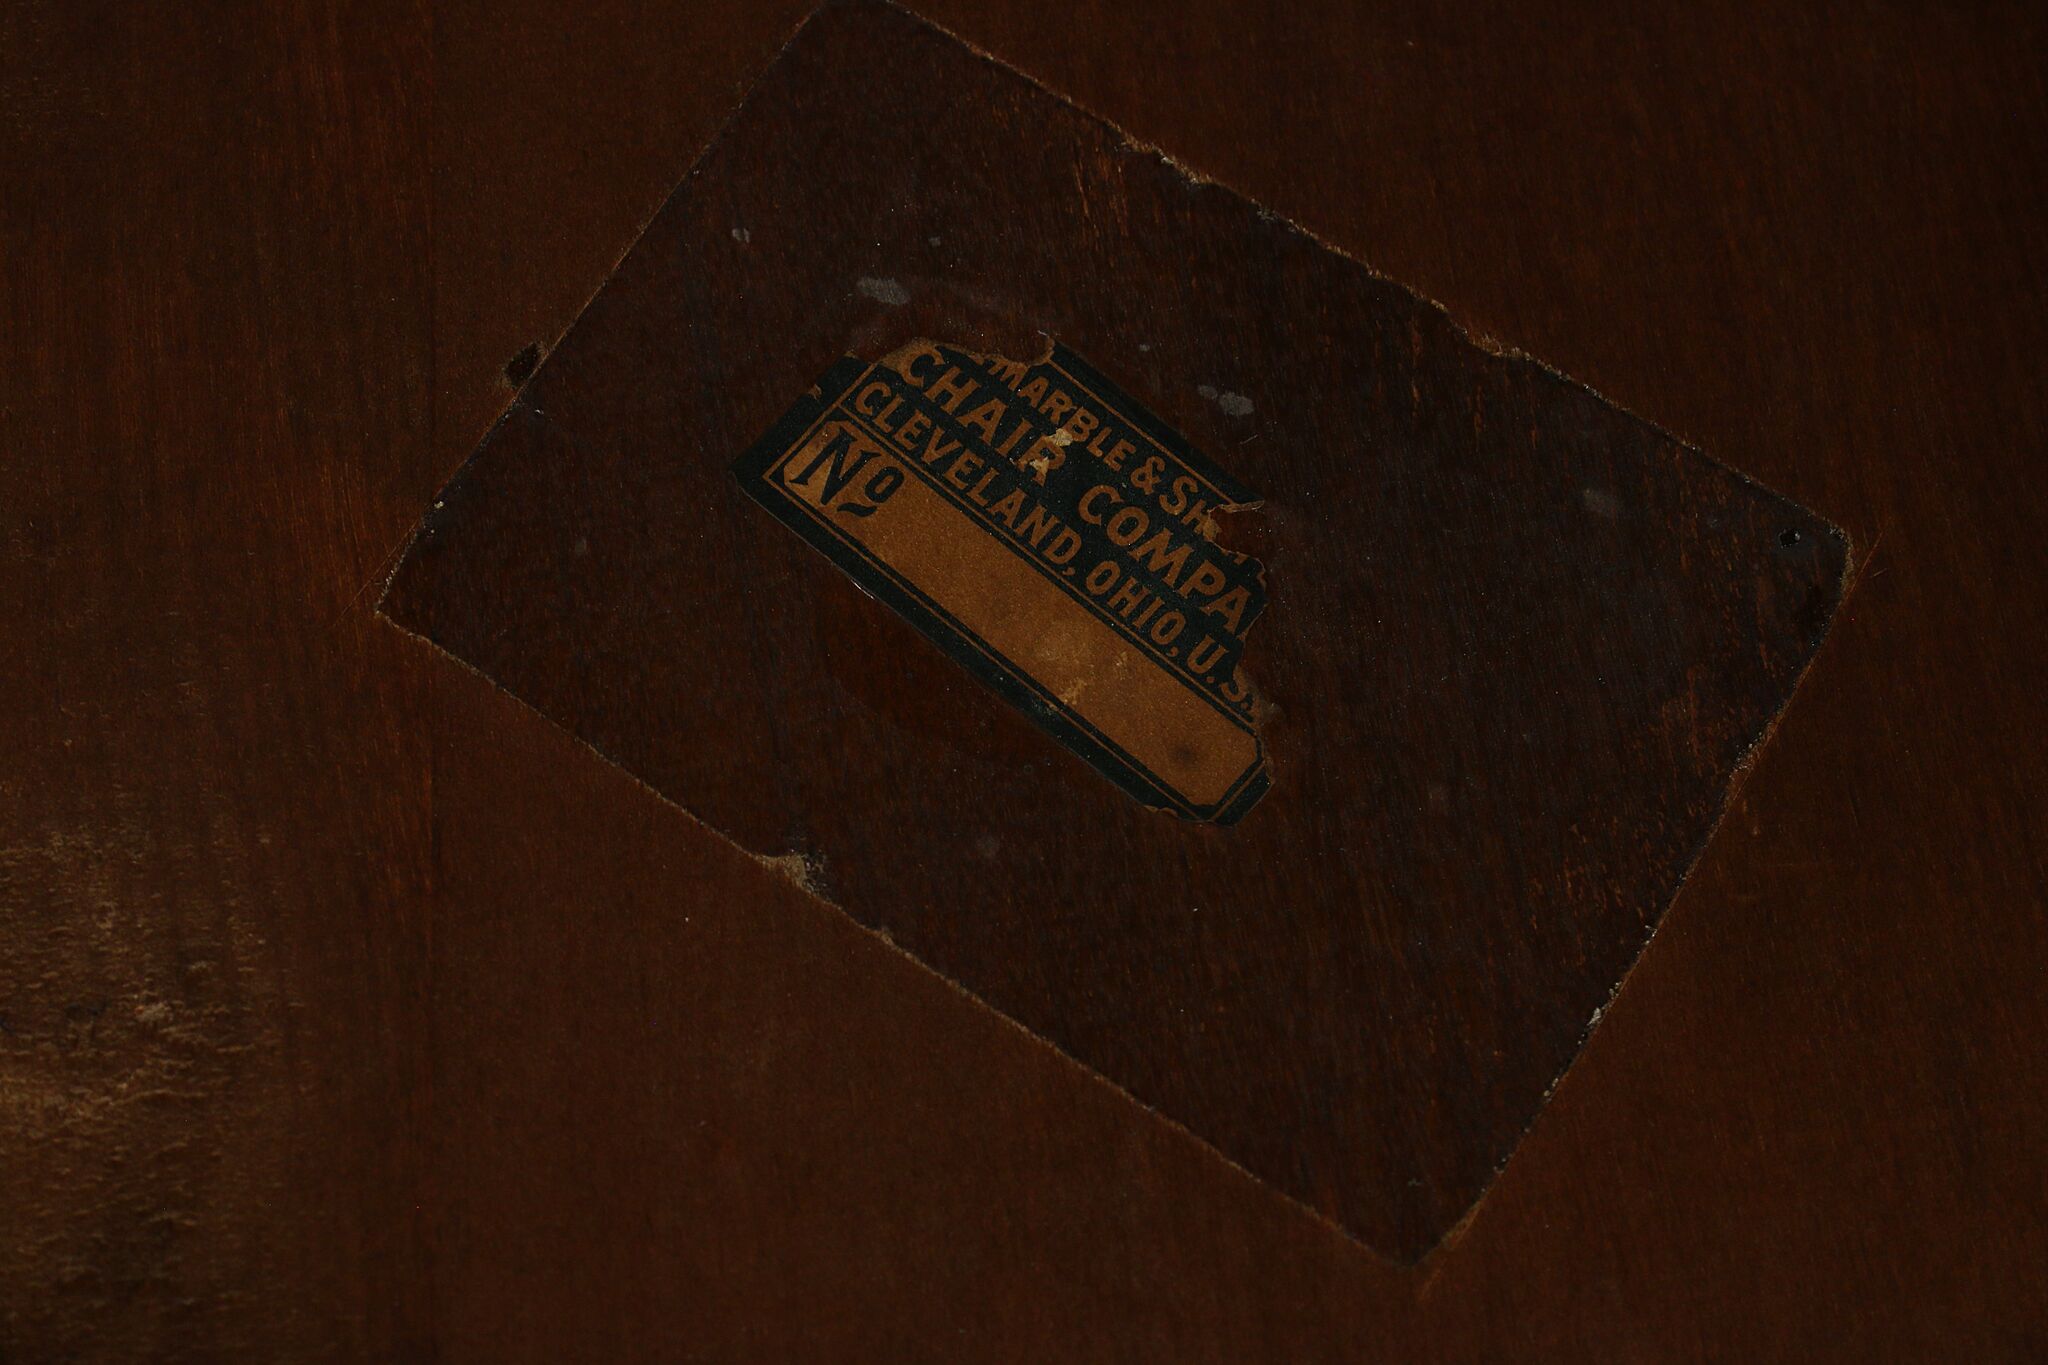 MARBLE & SH
CHAIR COMPA
CLEVELAND, OHIO, U.S.
No